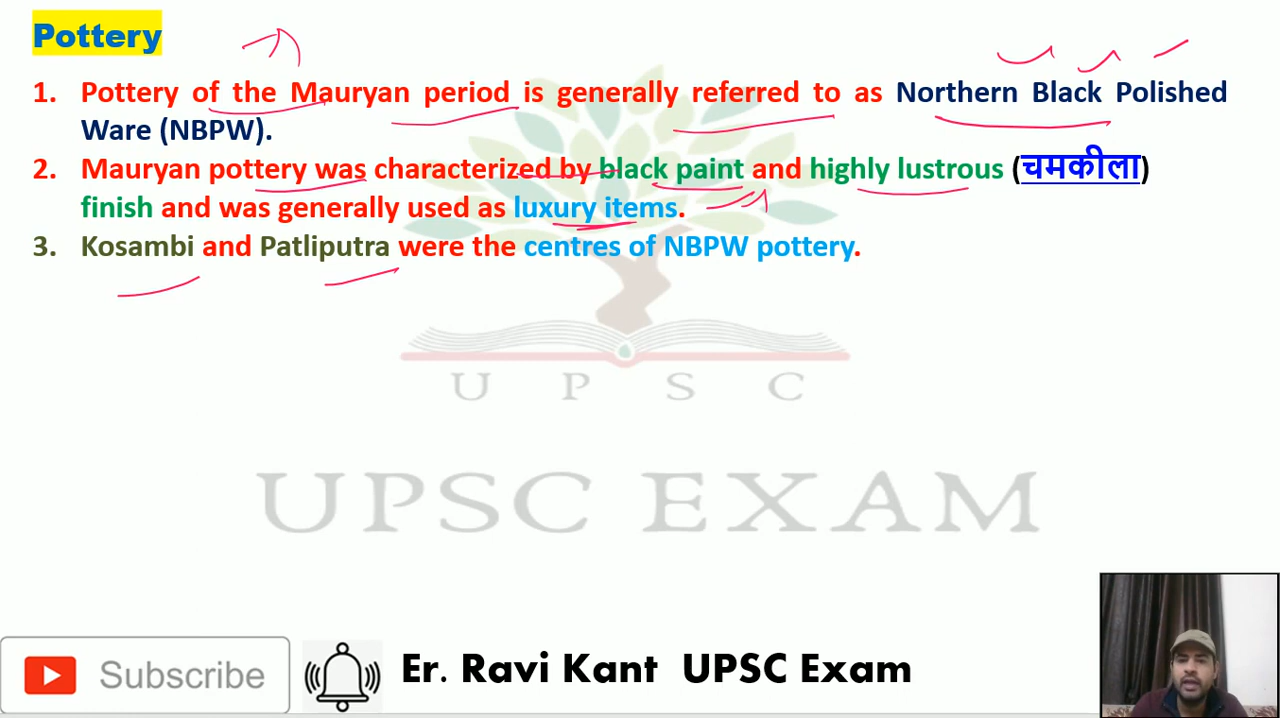 Pottery
1. Pottery of the Mauryan period is generally referred to as Northern Black Polished
Ware (NBPW).
2. Mauryan pottery was characterized by black paint and highly lustrous (चमकीला)
finish and was generally used as luxury items.
3. Kosambi and Patliputra were the centres of NBPW pottery.
U P S C
UPSC EXAM
Subscribe
Er. Ravi Kant UPSC Exam